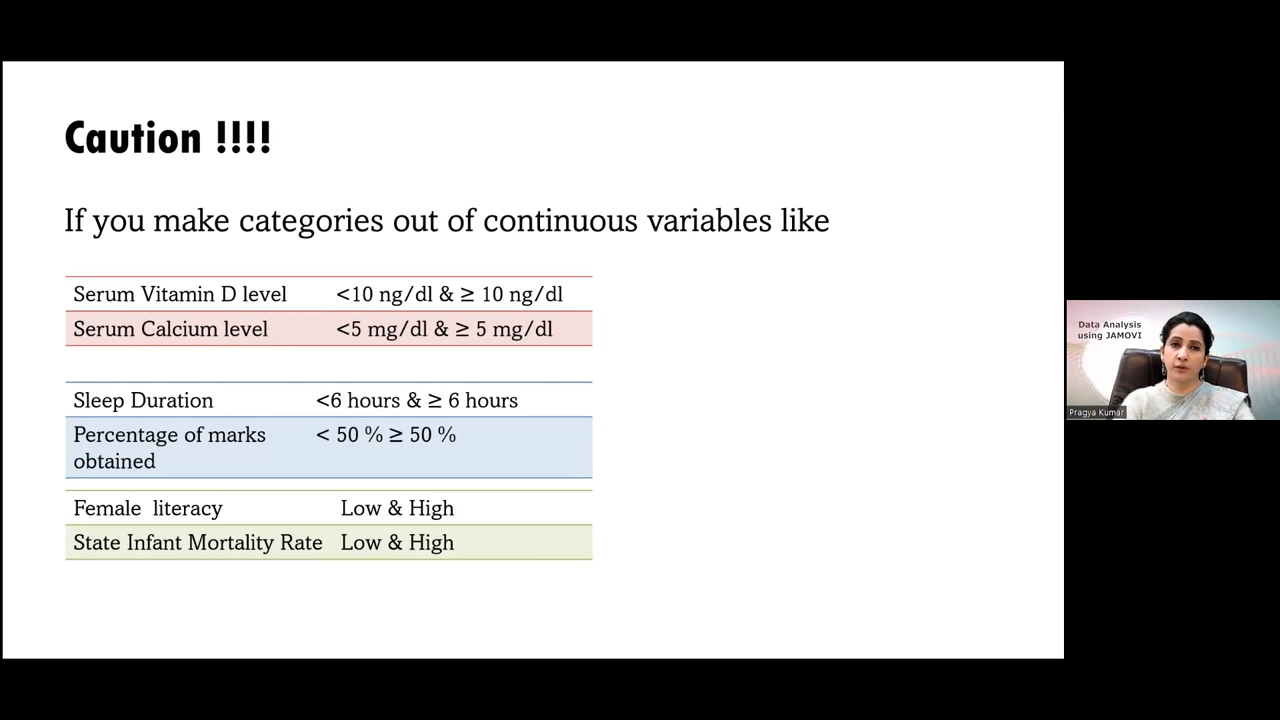 Caution !!!!
If you make categories out of continuous variables like
Serum Vitamin D level <10 ng/dl & ≥ 10 ng/dl
Serum Calcium level <5 mg/dl & ≥ 5 mg/dl
Sleep Duration <6 hours & ≥ 6 hours
Percentage of marks < 50 % ≥ 50 %
obtained
Female literacy Low & High
State Infant Mortality Rate Low & High
Data Analysis
using JAMOVI
Pragya Kumar